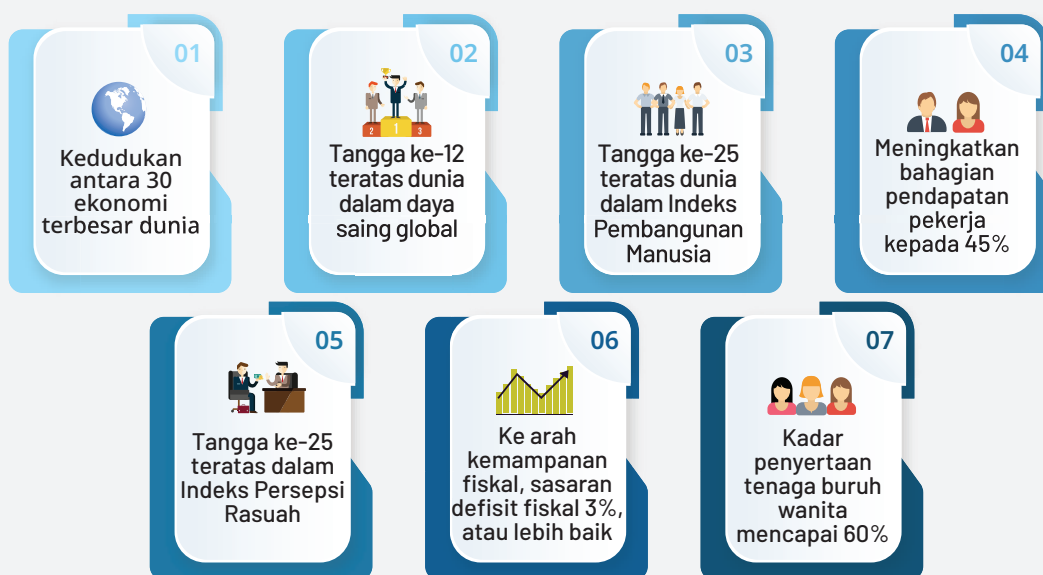 01
Kedudukan
antara 30
ekonomi
terbesar dunia
02
2 1 3
Tangga ke-12
teratas dunia
dalam daya
saing global
03
Tangga ke-25
teratas dunia
dalam Indeks
Pembangunan
Manusia
04
Meningkatkan
bahagian
pendapatan
pekerja
kepada 45%
05
Tangga ke-25
teratas dalam
Indeks Persepsi
Rasuah
06
Ke arah
kemampanan
fiskal, sasaran
defisit fiskal 3%,
atau lebih baik
07
Kadar
penyertaan
tenaga buruh
wanita
mencapai 60%